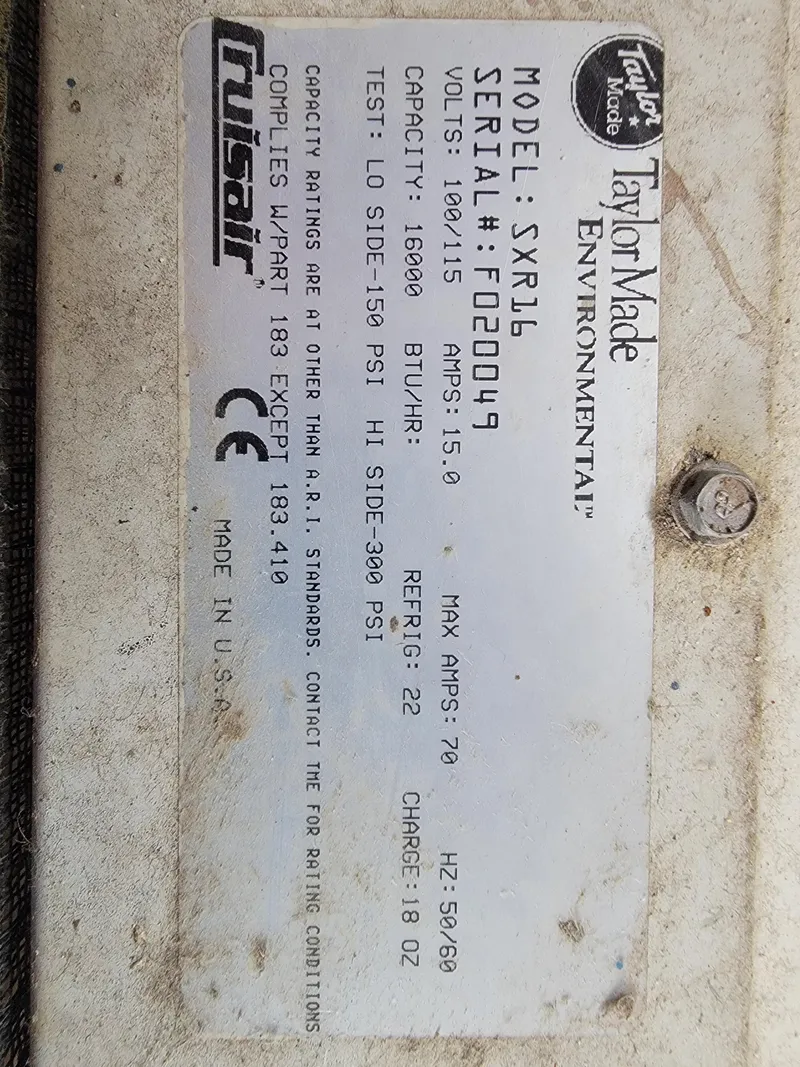 Taylor Made
Taylor Made
ENVIRONMENTAL™
MODEL: SXR16
SERIAL#: F020049
VOLTS: 100/115 AMPS: 15.0 MAX AMPS: 70 HZ: 50/60
CAPACITY: 16000 BTU/HR: REFRIG: 22 CHARGE: 18 OZ
TEST: LO SIDE-150 PSI HI SIDE-300 PSI
CAPACITY RATINGS ARE AT OTHER THAN A.R.I. STANDARDS. CONTACT TME FOR RATING CONDITIONS
COMPLIES W/PART 183 EXCEPT 183.410
Cruisair CE MADE IN U.S.A.